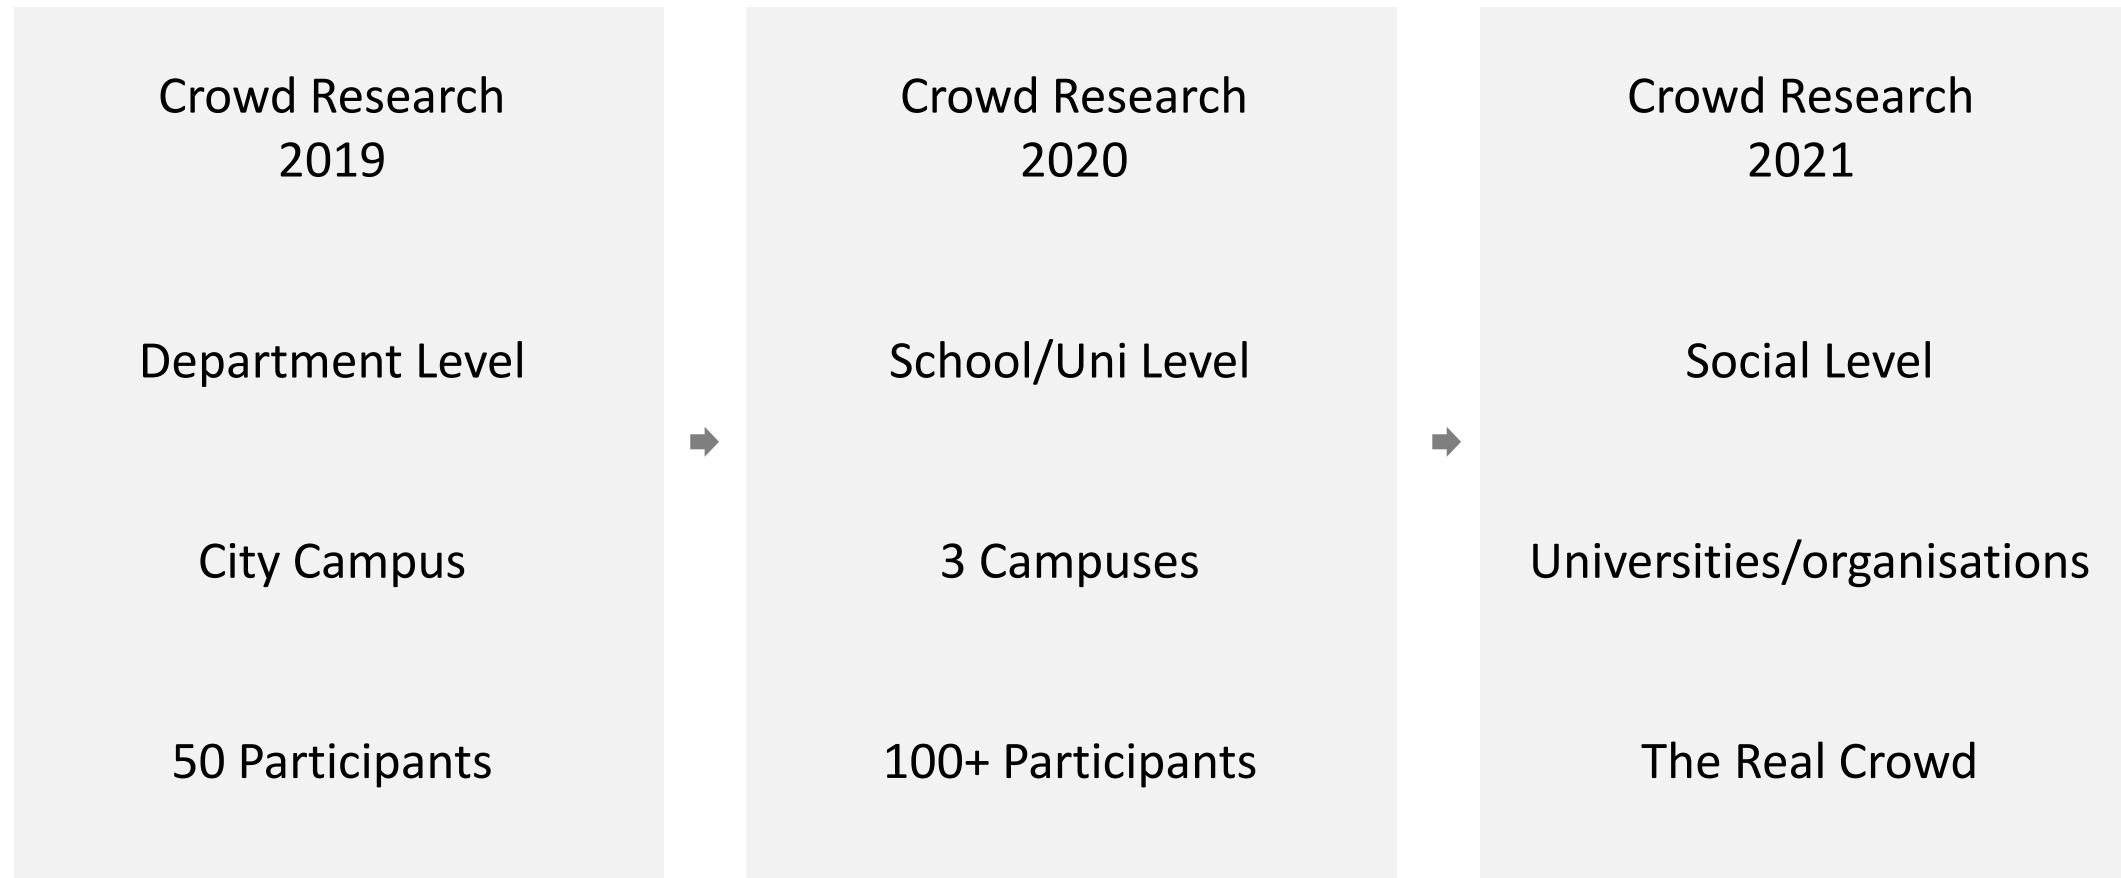 Crowd Research
2019
Department Level
City Campus
50 Participants
Crowd Research
2020
School/Uni Level
3 Campuses
100+ Participants
Crowd Research
2021
Social Level
Universities/organisations
The Real Crowd